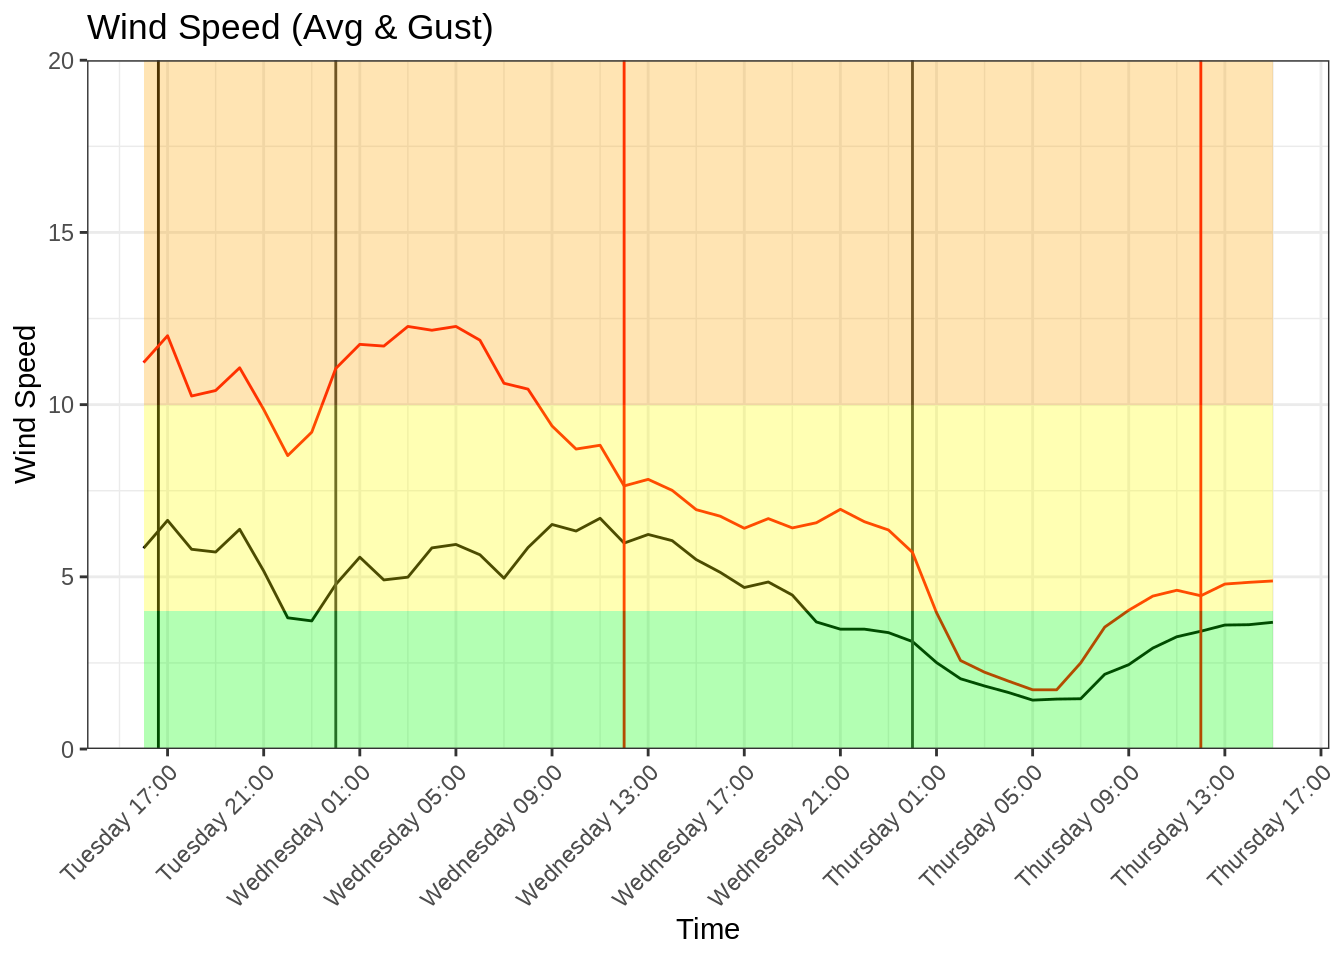 Wind Speed (Avg & Gust)
20
15
10
5
0
Wind Speed
Tuesday 17:00
Tuesday 21:00
Wednesday 01:00
Wednesday 05:00
Wednesday 09:00
Wednesday 13:00
Wednesday 17:00
Wednesday 21:00
Thursday 01:00
Thursday 05:00
Thursday 09:00
Thursday 13:00
Thursday 17:00
Time